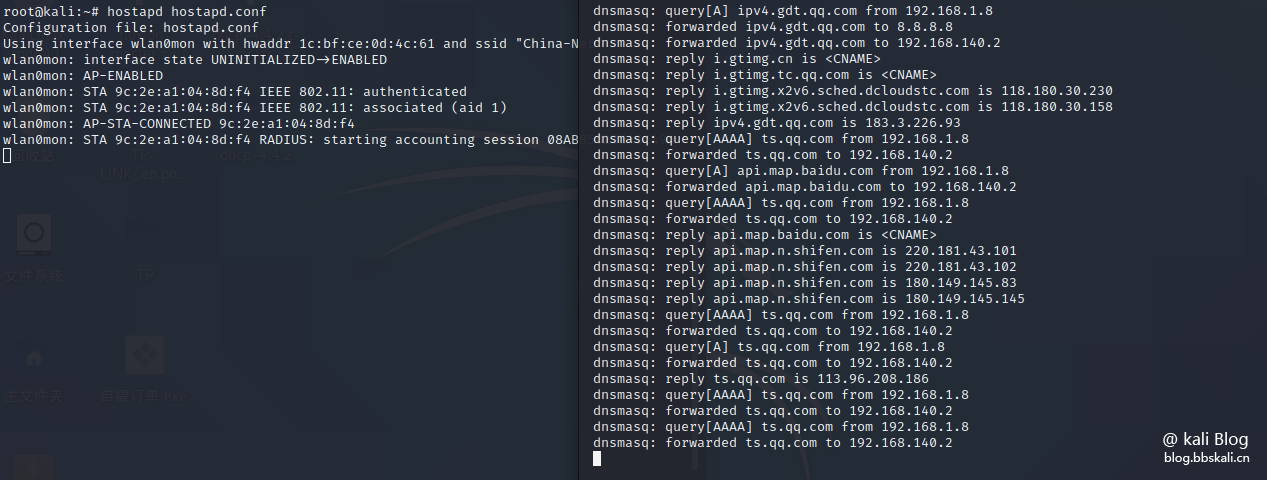 root@kali:~# hostapd hostapd.conf
Configuration file: hostapd.conf
Using interface wlan0mon with hwaddr 1c:bf:ce:0d:4c:61 and ssid "China-N
wlan0mon: interface state UNINITIALIZED→ENABLED
wlan0mon: AP-ENABLED
wlan0mon: STA 9c:2e:a1:04:8d:f4 IEEE 802.11: authenticated
wlan0mon: STA 9c:2e:a1:04:8d:f4 IEEE 802.11: associated (aid 1)
wlan0mon: AP-STA-CONNECTED 9c:2e:a1:04:8d:f4
wlan0mon: STA 9c:2e:a1:04:8d:f4 RADIUS: starting accounting session 08AB
回收站
文件系统
TP
主文件夹
dnsmasq: query[A] ipv4.gdt.qq.com from 192.168.1.8
dnsmasq: forwarded ipv4.gdt.qq.com to 8.8.8.8
dnsmasq: forwarded ipv4.gdt.qq.com to 192.168.140.2
dnsmasq: reply i.gtimg.cn is <CNAME>
dnsmasq: reply i.gtimg.tc.qq.com is <CNAME>
dnsmasq: reply i.gtimg.x2v6.sched.dcloudstc.com is 118.180.30.230
dnsmasq: reply i.gtimg.x2v6.sched.dcloudstc.com is 118.180.30.158
dnsmasq: reply ipv4.gdt.qq.com is 183.3.226.93
dnsmasq: query[AAAA] ts.qq.com from 192.168.1.8
dnsmasq: forwarded ts.qq.com to 192.168.140.2
dnsmasq: query[A] api.map.baidu.com from 192.168.1.8
dnsmasq: forwarded api.map.baidu.com to 192.168.140.2
dnsmasq: query[AAAA] ts.qq.com from 192.168.1.8
dnsmasq: forwarded ts.qq.com to 192.168.140.2
dnsmasq: reply api.map.baidu.com is <CNAME>
dnsmasq: reply api.map.n.shifen.com is 220.181.43.101
dnsmasq: reply api.map.n.shifen.com is 220.181.43.102
dnsmasq: reply api.map.n.shifen.com is 180.149.145.83
dnsmasq: reply api.map.n.shifen.com is 180.149.145.145
dnsmasq: query[AAAA] ts.qq.com from 192.168.1.8
dnsmasq: forwarded ts.qq.com to 192.168.140.2
dnsmasq: query[A] ts.qq.com from 192.168.1.8
dnsmasq: forwarded ts.qq.com to 192.168.140.2
dnsmasq: reply ts.qq.com is 113.96.208.186
dnsmasq: query[AAAA] ts.qq.com from 192.168.1.8
dnsmasq: forwarded ts.qq.com to 192.168.140.2
dnsmasq: query[AAAA] ts.qq.com from 192.168.1.8
dnsmasq: forwarded ts.qq.com to 192.168.140.2
@ kali Blog
blog.bbskali.cn